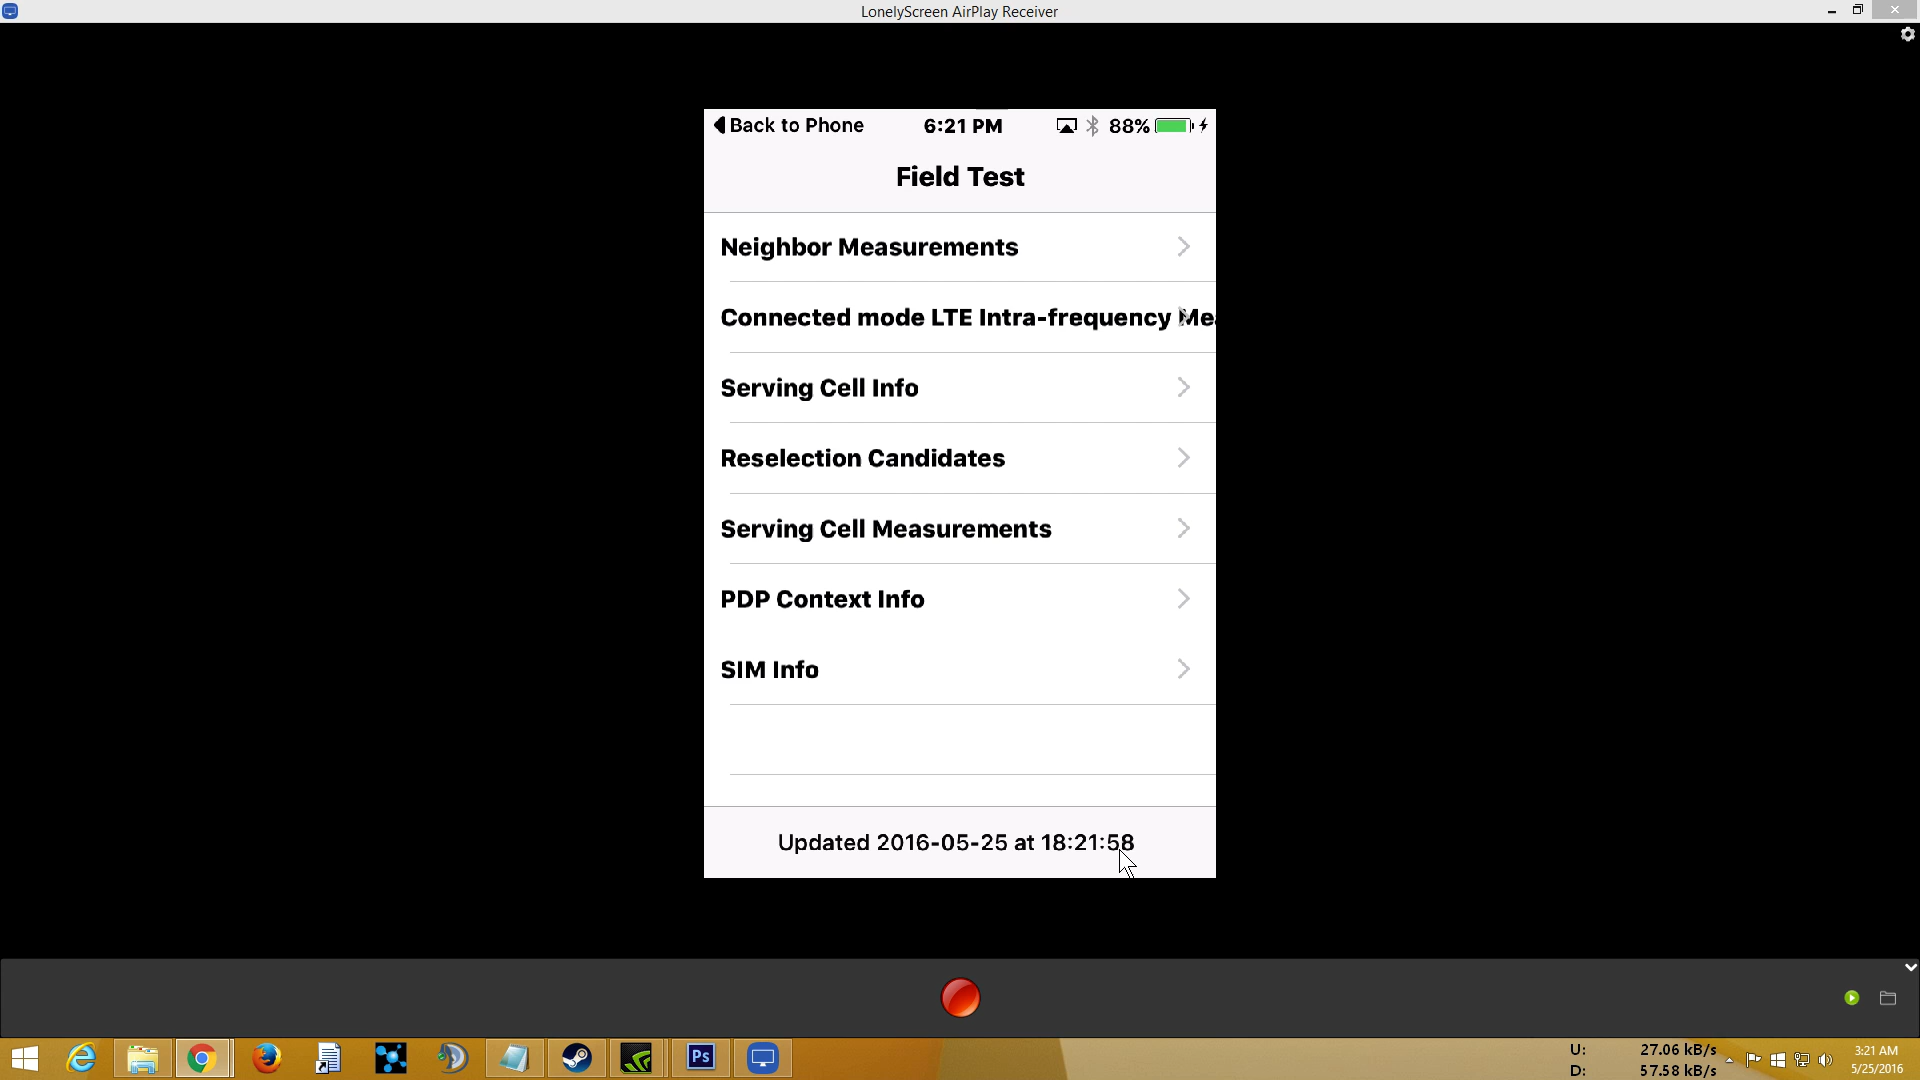 LonelyScreen AirPlay Receiver
Back to Phone 6:21 PM 88%
Field Test
Neighbor Measurements
Connected mode LTE Intra-frequency Mea
Serving Cell Info
Reselection Candidates
Serving Cell Measurements
PDP Context Info
SIM Info
Updated 2016-05-25 at 18:21:58
Ps
U: 27.06 kB/s
D: 57.58 kB/s
3:21 AM
5/25/2016